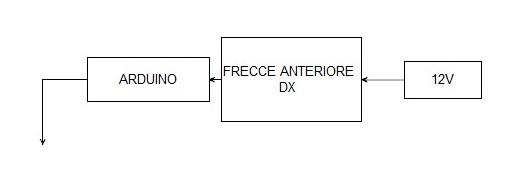 ARDUINO
FRECCE ANTERIORE
DX
12V